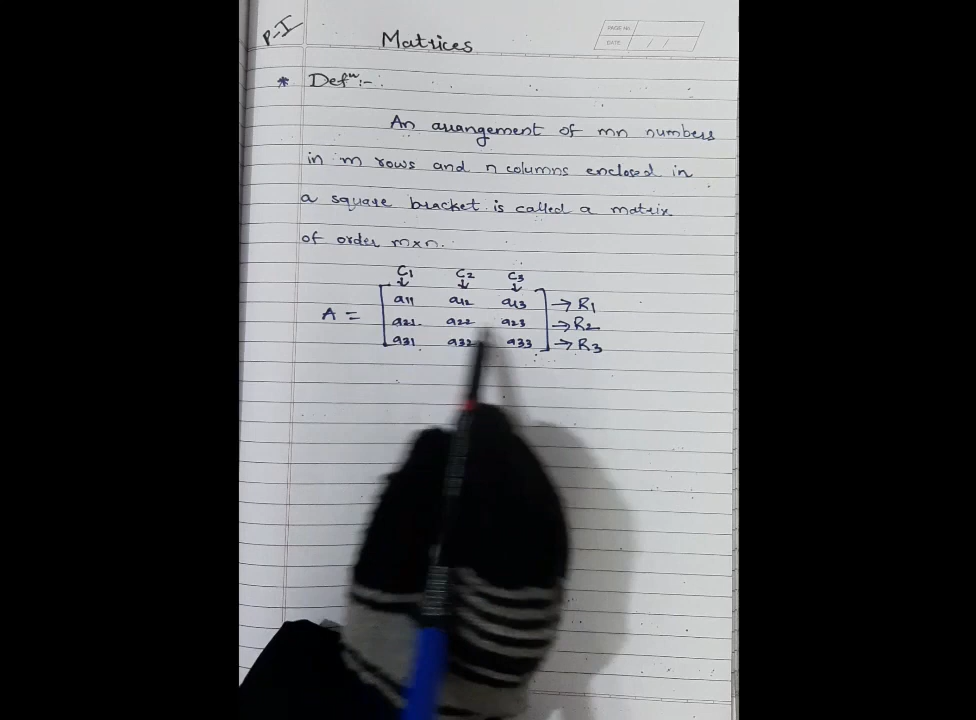 P-I
Matrices
PAGE NO.
DATE / /
* Defⁿ :-
An arrangement of mn numbers
in m rows and n columns enclosed in
a square bracket is called a matrix
of order m×n.
C1 C2 C3
↓ ↓ ↓
a11 a12 a13 → R1
A = a21 a22 a23 → R2
a31 a32 a33 → R3